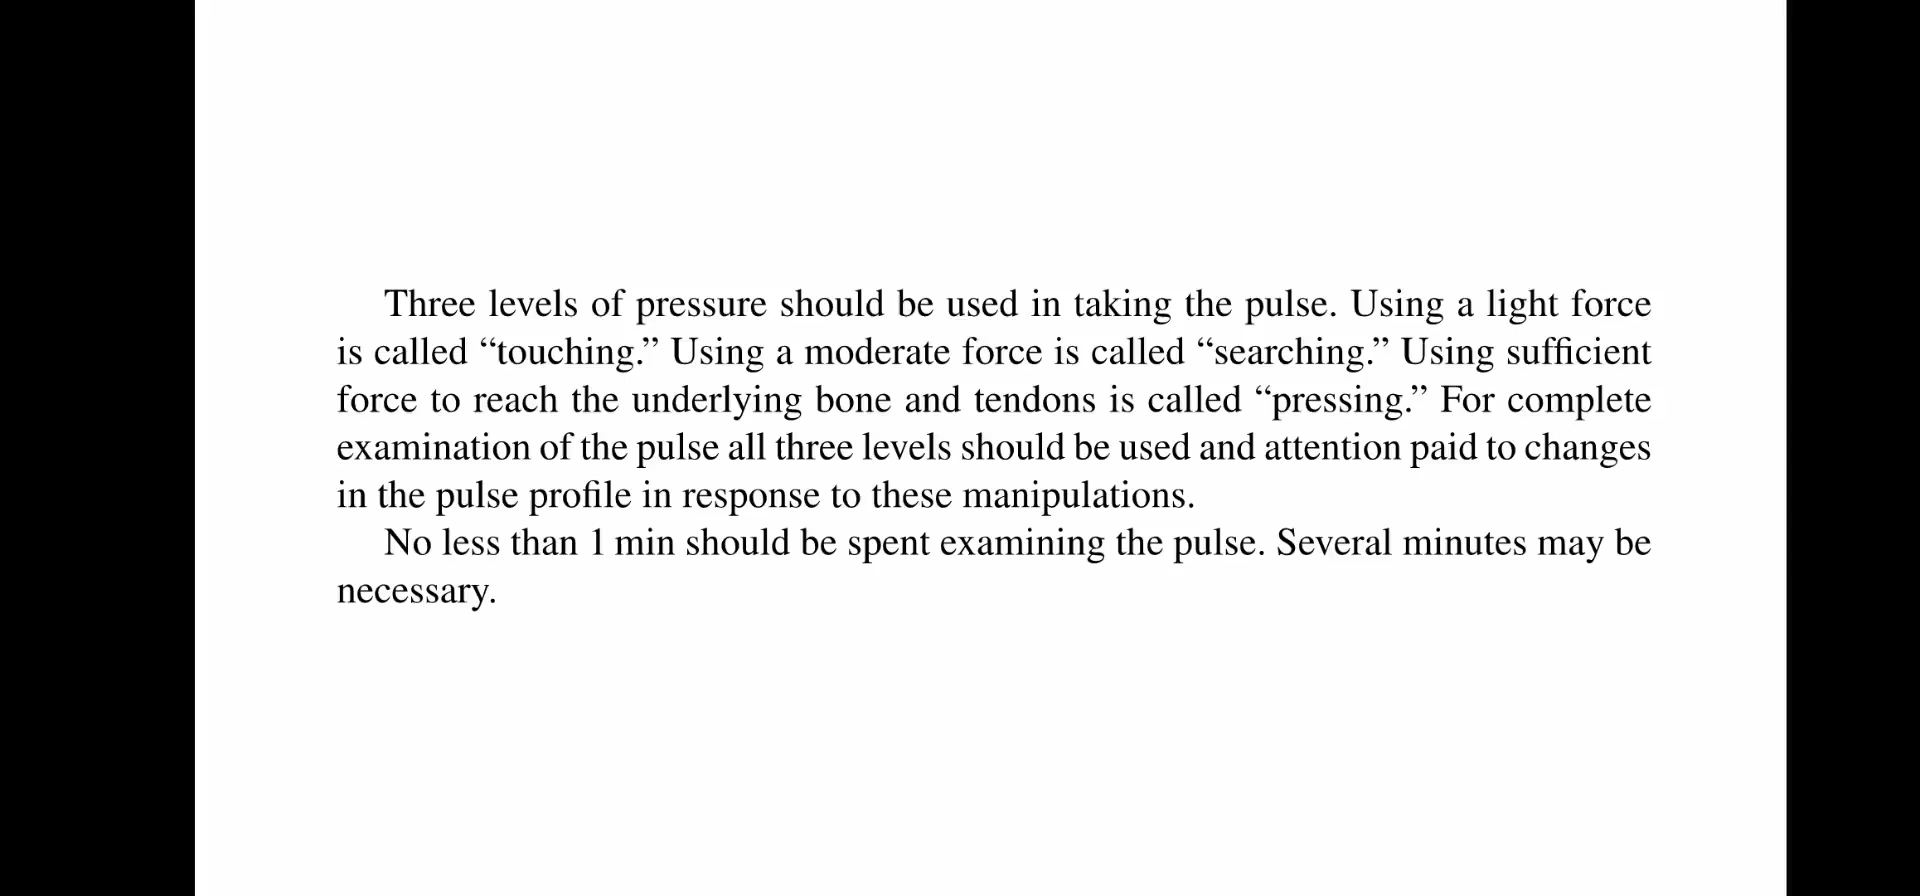 Three levels of pressure should be used in taking the pulse. Using a light force
is called “touching.” Using a moderate force is called “searching.” Using sufficient
force to reach the underlying bone and tendons is called “pressing.” For complete
examination of the pulse all three levels should be used and attention paid to changes
in the pulse profile in response to these manipulations.
No less than 1 min should be spent examining the pulse. Several minutes may be
necessary.